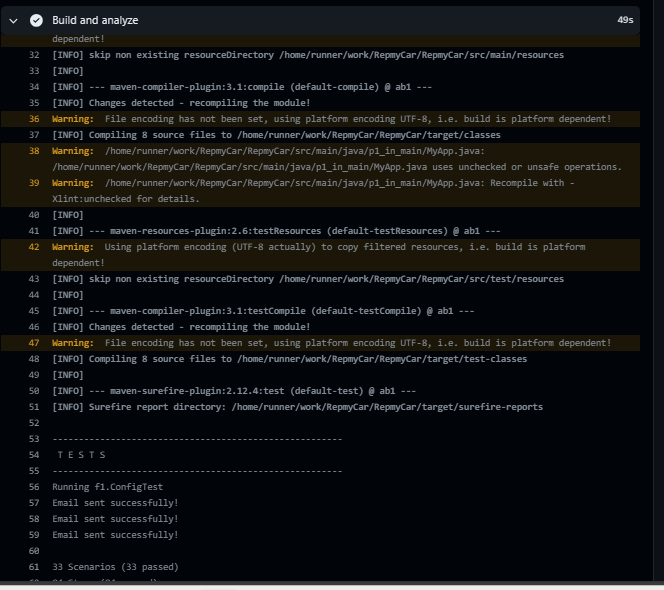 Build and analyze
49s
dependent!
32 [INFO] skip non existing resourceDirectory /home/runner/work/RepmyCar/RepmyCar/src/main/resources
33 [INFO]
34 [INFO] --- maven-compiler-plugin:3.1:compile (default-compile) @ ab1 ---
35 [INFO] Changes detected - recompiling the module!
36 Warning:  File encoding has not been set, using platform encoding UTF-8, i.e. build is platform dependent!
37 [INFO] Compiling 8 source files to /home/runner/work/RepmyCar/RepmyCar/target/classes
38 Warning:  /home/runner/work/RepmyCar/RepmyCar/src/main/java/p1_in_main/MyApp.java:
/home/runner/work/RepmyCar/RepmyCar/src/main/java/p1_in_main/MyApp.java uses unchecked or unsafe operations.
39 Warning:  /home/runner/work/RepmyCar/RepmyCar/src/main/java/p1_in_main/MyApp.java: Recompile with -
Xlint:unchecked for details.
40 [INFO]
41 [INFO] --- maven-resources-plugin:2.6:testResources (default-testResources) @ ab1 ---
42 Warning:  Using platform encoding (UTF-8 actually) to copy filtered resources, i.e. build is platform
dependent!
43 [INFO] skip non existing resourceDirectory /home/runner/work/RepmyCar/RepmyCar/src/test/resources
44 [INFO]
45 [INFO] --- maven-compiler-plugin:3.1:testCompile (default-testCompile) @ ab1 ---
46 [INFO] Changes detected - recompiling the module!
47 Warning:  File encoding has not been set, using platform encoding UTF-8, i.e. build is platform dependent!
48 [INFO] Compiling 8 source files to /home/runner/work/RepmyCar/RepmyCar/target/test-classes
49 [INFO]
50 [INFO] --- maven-surefire-plugin:2.12.4:test (default-test) @ ab1 ---
51 [INFO] Surefire report directory: /home/runner/work/RepmyCar/RepmyCar/target/surefire-reports
52
53 -------------------------------------------------------
54 T E S T S
55 -------------------------------------------------------
56 Running f1.ConfigTest
57 Email sent successfully!
58 Email sent successfully!
59 Email sent successfully!
60
61 33 Scenarios (33 passed)